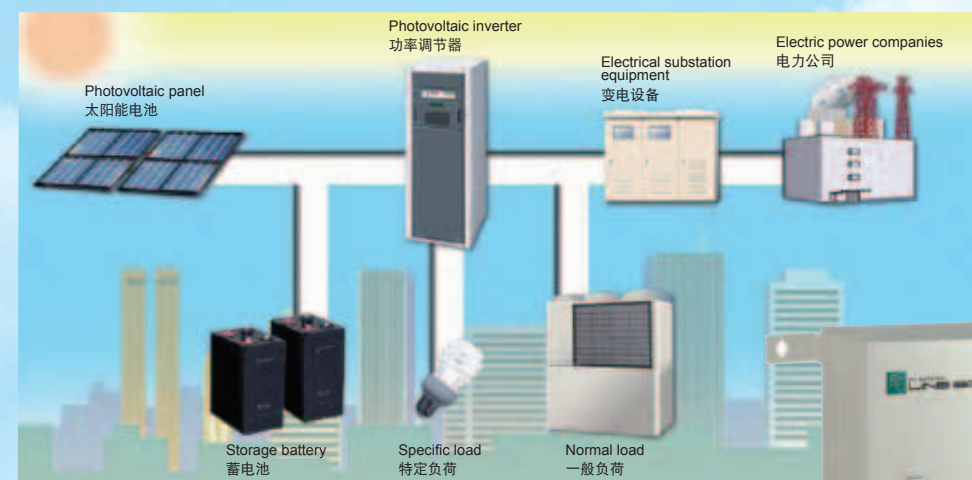 Photovoltaic inverter
功率调节器
Electric power companies
电力公司
Electrical substation
equipment
变电设备
Photovoltaic panel
太阳能电池
Storage battery
蓄电池
Specific load
特定负荷
Normal load
一般负荷